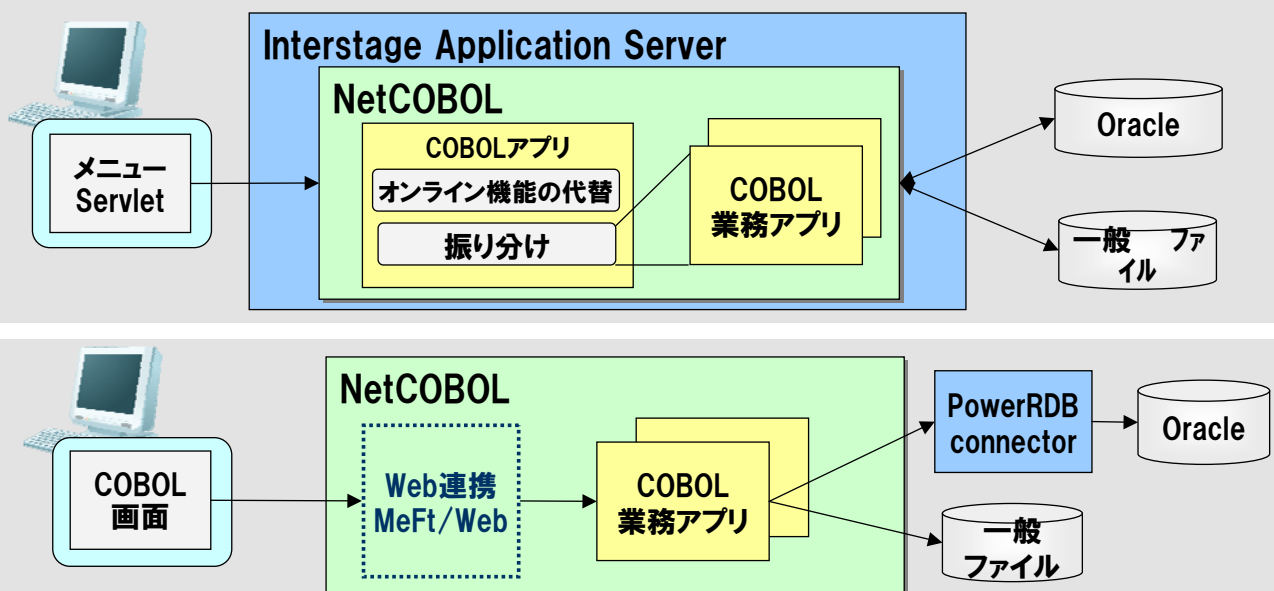 Interstage Application Server
NetCOBOL
COBOLアプリ
オンライン機能の代替
振り分け
COBOL
業務アプリ
メニュー
Servlet
Oracle
一般　ファ
イル
NetCOBOL
Web連携
MeFt/Web
COBOL
業務アプリ
COBOL
画面
PowerRDB
connector
Oracle
一般
ファイル